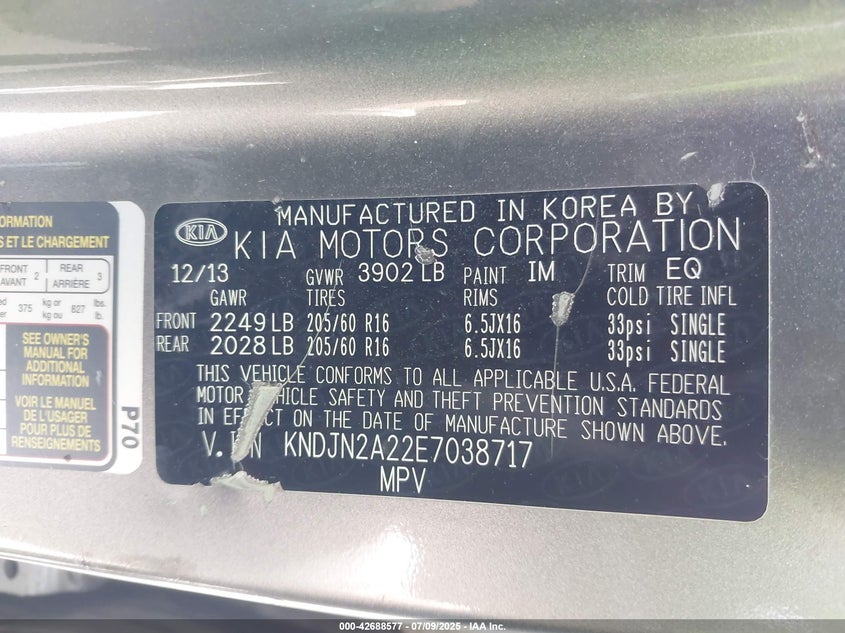 ORMATION
S ET LE CHARGEMENT
FRONT AVANT 2 REAR ARRIÈRE 3
375 kg or kg ou 827 lbs. lb.
SEE OWNER'S
MANUAL FOR
ADDITIONAL
INFORMATION
VOIR LE MANUEL
DE L'USAGER
POUR PLUS DE
RENSEIGNEMENTS
P70
KIA
MANUFACTURED IN KOREA BY
KIA MOTORS CORPORATION
12/13 GVWR 3902 LB PAINT IM TRIM EQ
GAWR TIRES RIMS COLD TIRE INFL
FRONT 2249 LB 205/60 R16 6.5JX16 33psi SINGLE
REAR 2028 LB 205/60 R16 6.5JX16 33psi SINGLE
THIS VEHICLE CONFORMS TO ALL APPLICABLE U.S.A. FEDERAL
MOTOR VEHICLE SAFETY AND THEFT PREVENTION STANDARDS
IN EFFECT ON THE DATE OF MANUFACTURE SHOWN ABOVE.
V.I.N KNDJN2A22E7038717
MPV
000-42688577 - 07/09/2025 - IAA, Inc.